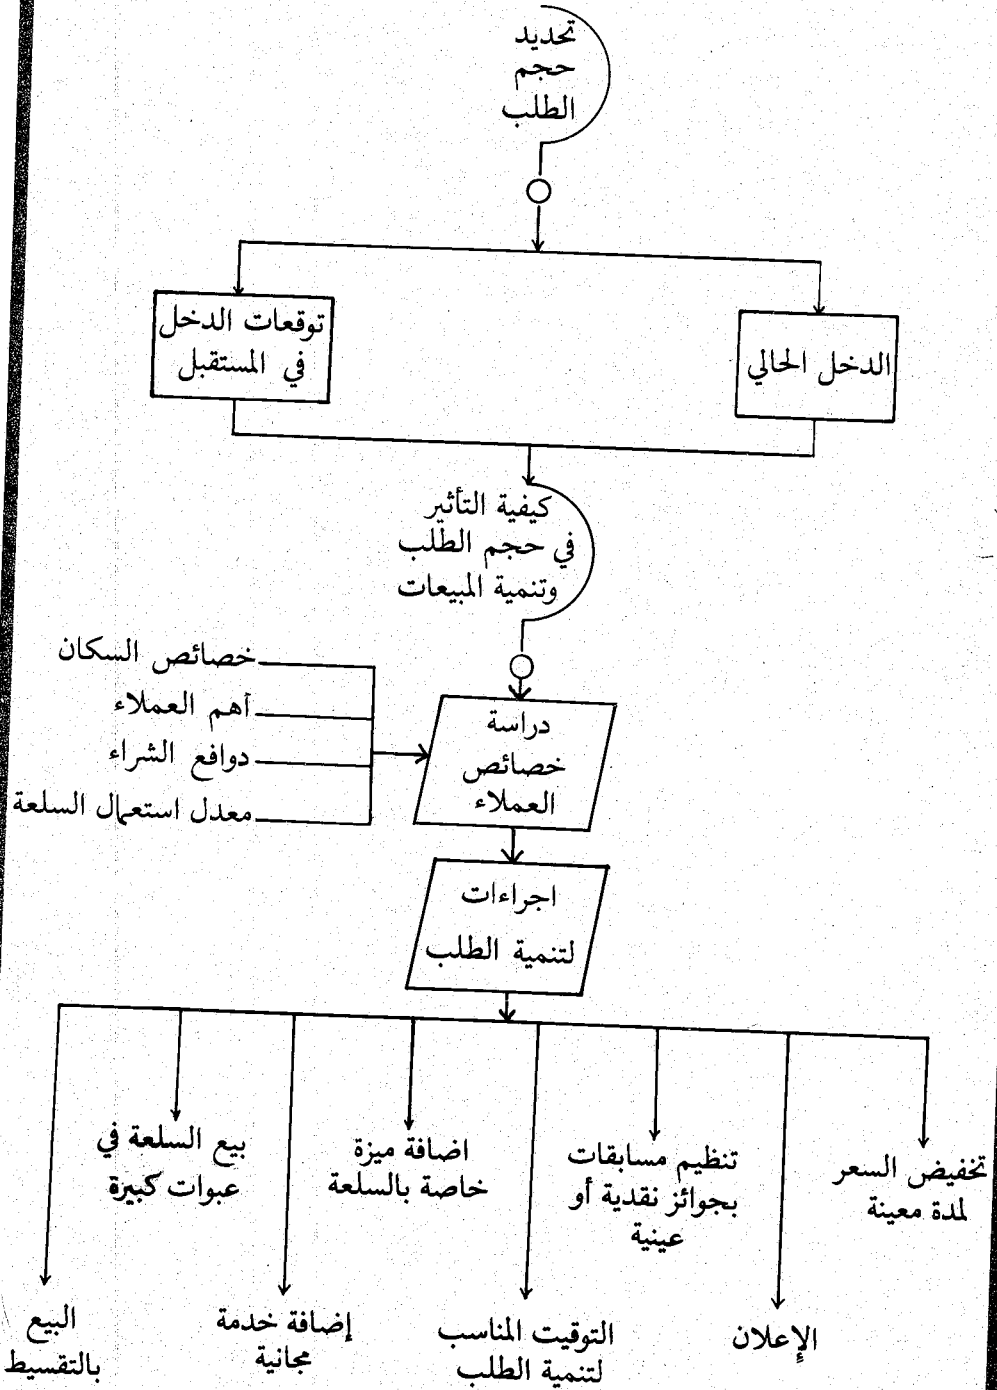 تحديد
حجم
الطلب
الدخل الحالي
توقعات الدخل
في المستقبل
كيفية التأثير
في حجم الطلب
وتنمية المبيعات
خصائص السكان
أهم العملاء
دوافع الشراء
معدل استعمال السلعة
دراسة
خصائص
العملاء
اجراءات
لتنمية الطلب
تخفيض السعر
لمدة معينة
الإعلان
تنظيم مسابقات
بجوائز نقدية أو
عينية
التوقيت المناسب
لتنمية الطلب
اضافة ميزة
خاصة بالسلعة
إضافة خدمة
مجانية
بيع السلعة في
عبوات كبيرة
البيع
بالتقسيط